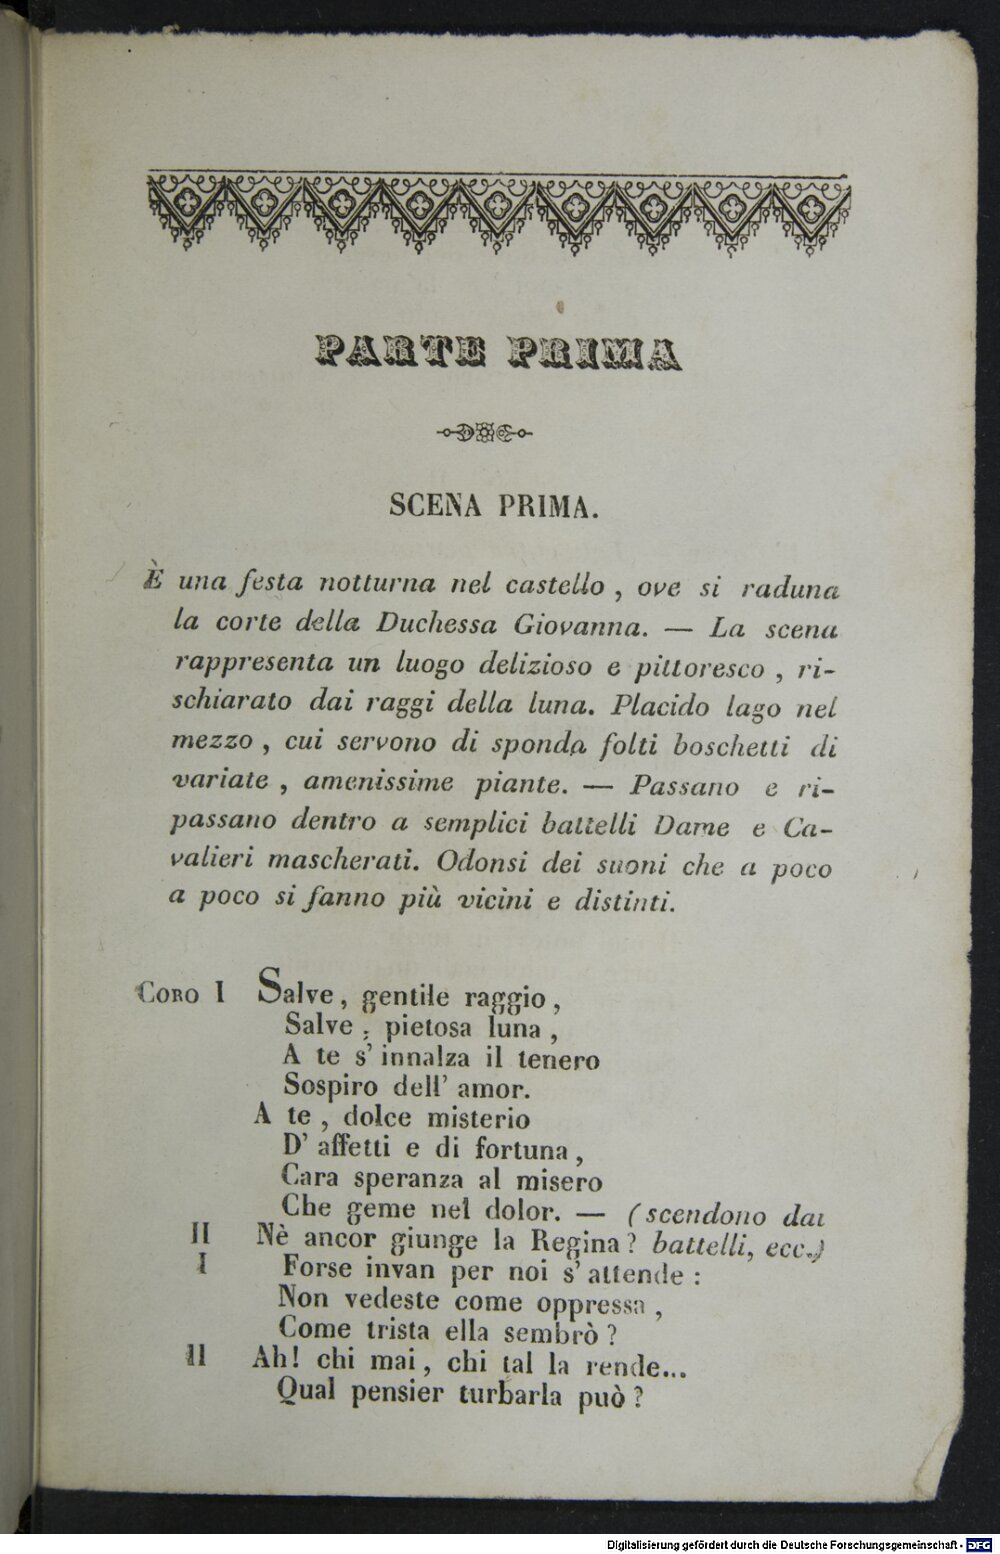 PARTE PRIMA
SCENA PRIMA.
È una festa notturna nel castello, ove si raduna
la corte della Duchessa Giovanna. — La scena
rappresenta un luogo delizioso e pittoresco, ri-
schiarato dai raggi della luna. Placido lago nel
mezzo, cui servono di sponda folti boschetti di
variate, amenissime piante. — Passano e ri-
passano dentro a semplici battelli Dame e Ca-
valieri mascherati. Odonsi dei suoni che a poco
a poco si fanno più vicini e distinti.
CORO I Salve, gentile raggio,
Salve, pietosa luna,
A te s' innalza il tenero
Sospiro dell' amor.
A te, dolce misterio
D' affetti e di fortuna,
Cara speranza al misero
Che geme nel dolor. — (scendono dai
II Nè ancor giunge la Regina? battelli, ecc.)
I Forse invan per noi s' attende:
Non vedeste come oppressa,
Come trista ella sembrò?
II Ah! chi mai, chi tal la rende...
Qual pensier turbarla può?
Digitalisierung gefördert durch die Deutsche Forschungsgemeinschaft - DFG